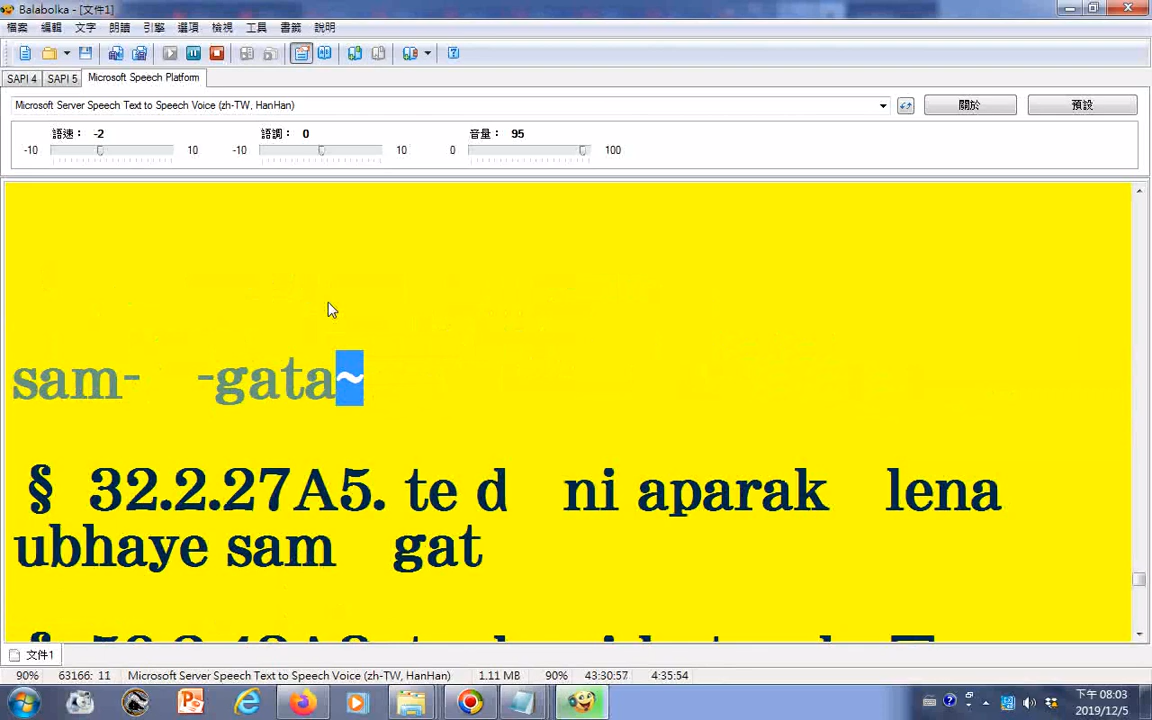 Balabolka - [文件1]
檔案 編輯 文字 朗讀 引擎 選項 檢視 工具 書籤 說明
SAPI 4 SAPI 5 Microsoft Speech Platform
Microsoft Server Speech Text to Speech Voice (zh-TW, HanHan) 關於 預設
語速： -2 語調： 0 音量： 95
-10 10 -10 10 0 100
sam- -gata~
§ 32.2.27A5. te d ni aparak lena
ubhaye sam gat
文件1
90% 63166: 11 Microsoft Server Speech Text to Speech Voice (zh-TW, HanHan) 1.11 MB 90% 43:30:57 4:35:54
下午 08:03
2019/12/5